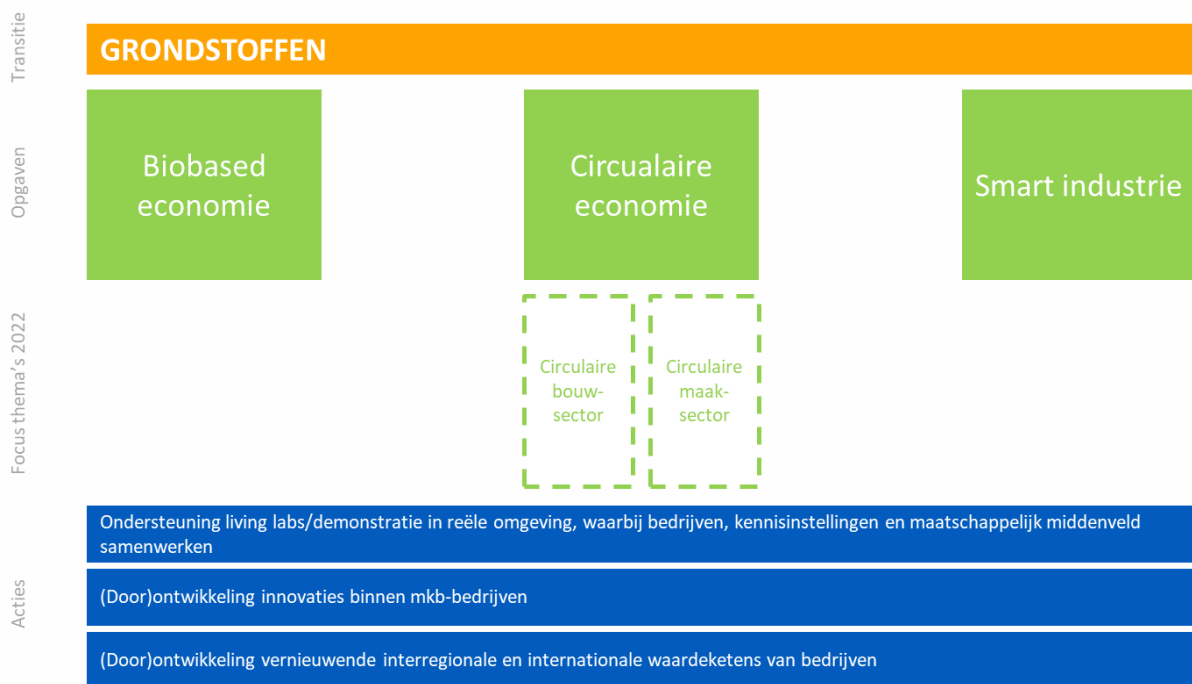 Transitie
GRONDSTOFFEN
Opgaven
Biobased
economie
Circualaire
economie
Smart industrie
Focus thema's 2022
Circulaire
bouw-
sector
Circulaire
maak-
sector
Acties
Ondersteuning living labs/demonstratie in reële omgeving, waarbij bedrijven, kennisinstellingen en maatschappelijk middenveld
samenwerken
(Door)ontwikkeling innovaties binnen mkb-bedrijven
(Door)ontwikkeling vernieuwende interregionale en internationale waardeketens van bedrijven